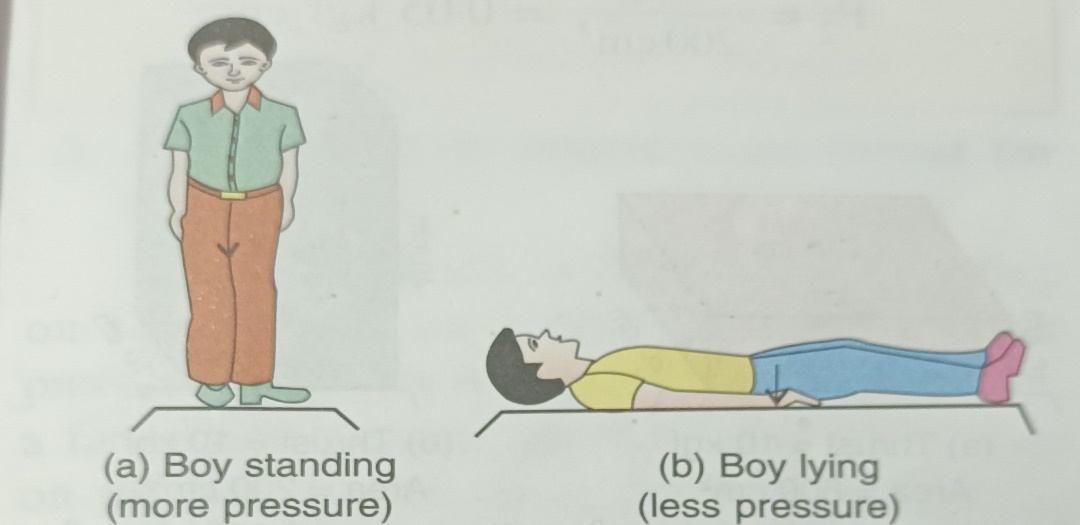 (a) Boy standing
(more pressure)
(b) Boy lying
(less pressure)